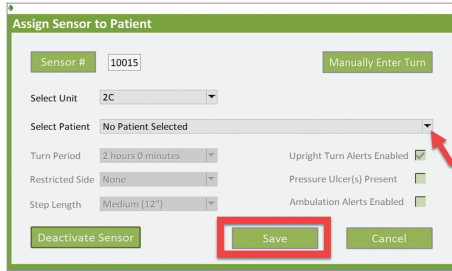 Assign Sensor to Patient
Sensor # 10015 Manually Enter Turn
Select Unit 2C
Select Patient No Patient Selected
Turn Period 2 hours 0 minutes Upright Turn Alerts Enabled
Restricted Side None Pressure Ulcer(s) Present
Step Length Medium (12") Ambulation Alerts Enabled
Deactivate Sensor Save Cancel